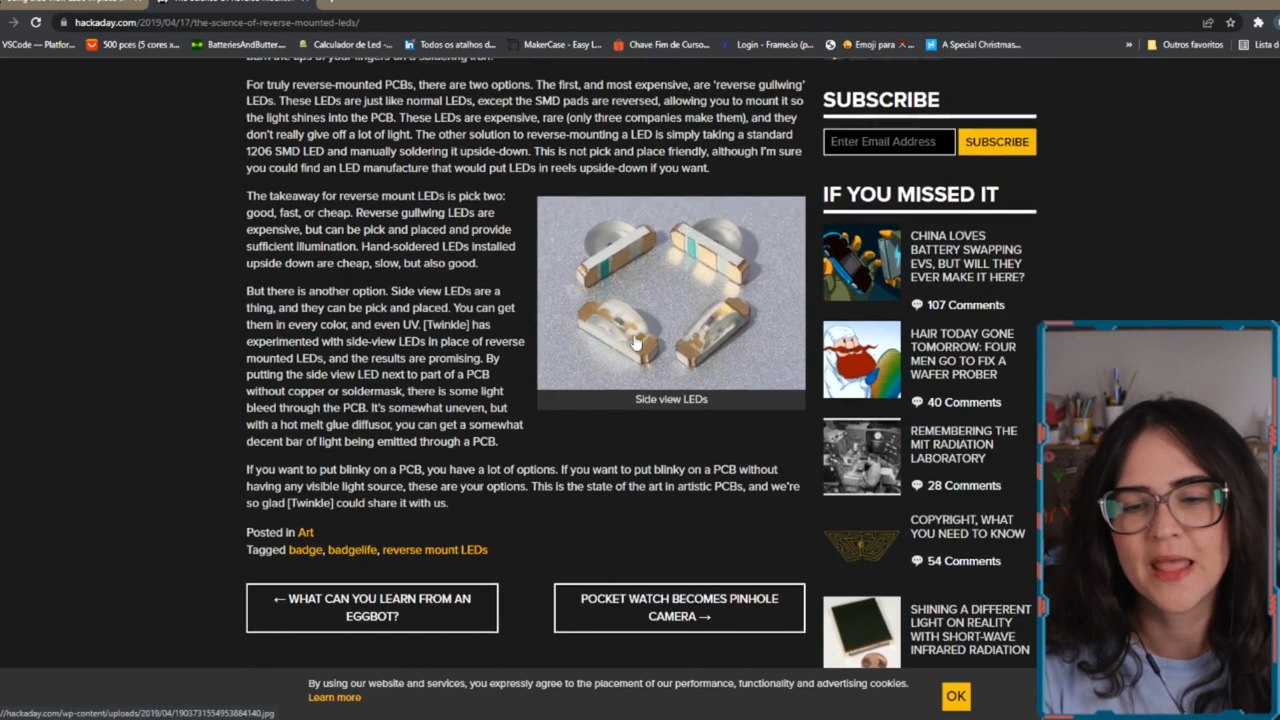 hackaday.com/2019/04/17/the-science-of-reverse-mounted-leds/
VSCode — Platfor...
500 pces (5 cores x...
BatteriesAndButter...
Calculador de Led -...
Todos os atalhos d...
MakerCase - Easy L...
Chave Fim de Curso...
Login - Frame.io (p...
Emoji para
A Special Christmas...
»
Outros favoritos
Lista d
For truly reverse-mounted PCBs, there are two options. The first, and most expensive, are ‘reverse gullwing’
LEDs. These LEDs are just like normal LEDs, except the SMD pads are reversed, allowing you to mount it so
the light shines into the PCB. These LEDs are expensive, rare (only three companies make them), and they
don’t really give off a lot of light. The other solution to reverse-mounting a LED is simply taking a standard
1206 SMD LED and manually soldering it upside-down. This is not pick and place friendly, although I’m sure
you could find an LED manufacture that would put LEDs in reels upside-down if you want.
The takeaway for reverse mount LEDs is pick two:
good, fast, or cheap. Reverse gullwing LEDs are
expensive, but can be pick and placed and provide
sufficient illumination. Hand-soldered LEDs installed
upside down are cheap, slow, but also good.
But there is another option. Side view LEDs are a
thing, and they can be pick and placed. You can get
them in every color, and even UV. [Twinkle] has
experimented with side-view LEDs in place of reverse
mounted LEDs, and the results are promising. By
putting the side view LED next to part of a PCB
without copper or soldermask, there is some light
bleed through the PCB. It’s somewhat uneven, but
with a hot melt glue diffusor, you can get a somewhat
decent bar of light being emitted through a PCB.
Side view LEDs
If you want to put blinky on a PCB, you have a lot of options. If you want to put blinky on a PCB without
having any visible light source, these are your options. This is the state of the art in artistic PCBs, and we’re
so glad [Twinkle] could share it with us.
Posted in Art
Tagged badge, badgelife, reverse mount LEDs
← WHAT CAN YOU LEARN FROM AN
EGGBOT?
POCKET WATCH BECOMES PINHOLE
CAMERA →
SUBSCRIBE
Enter Email Address
SUBSCRIBE
IF YOU MISSED IT
CHINA LOVES
BATTERY SWAPPING
EVS, BUT WILL THEY
EVER MAKE IT HERE?
107 Comments
HAIR TODAY GONE
TOMORROW: FOUR
MEN GO TO FIX A
WAFER PROBER
40 Comments
REMEMBERING THE
MIT RADIATION
LABORATORY
28 Comments
COPYRIGHT, WHAT
YOU NEED TO KNOW
54 Comments
SHINING A DIFFERENT
LIGHT ON REALITY
WITH SHORT-WAVE
INFRARED RADIATION
By using our website and services, you expressly agree to the placement of our performance, functionality and advertising cookies.
Learn more
OK
//hackaday.com/wp-content/uploads/2019/04/1903731554953884140.jpg